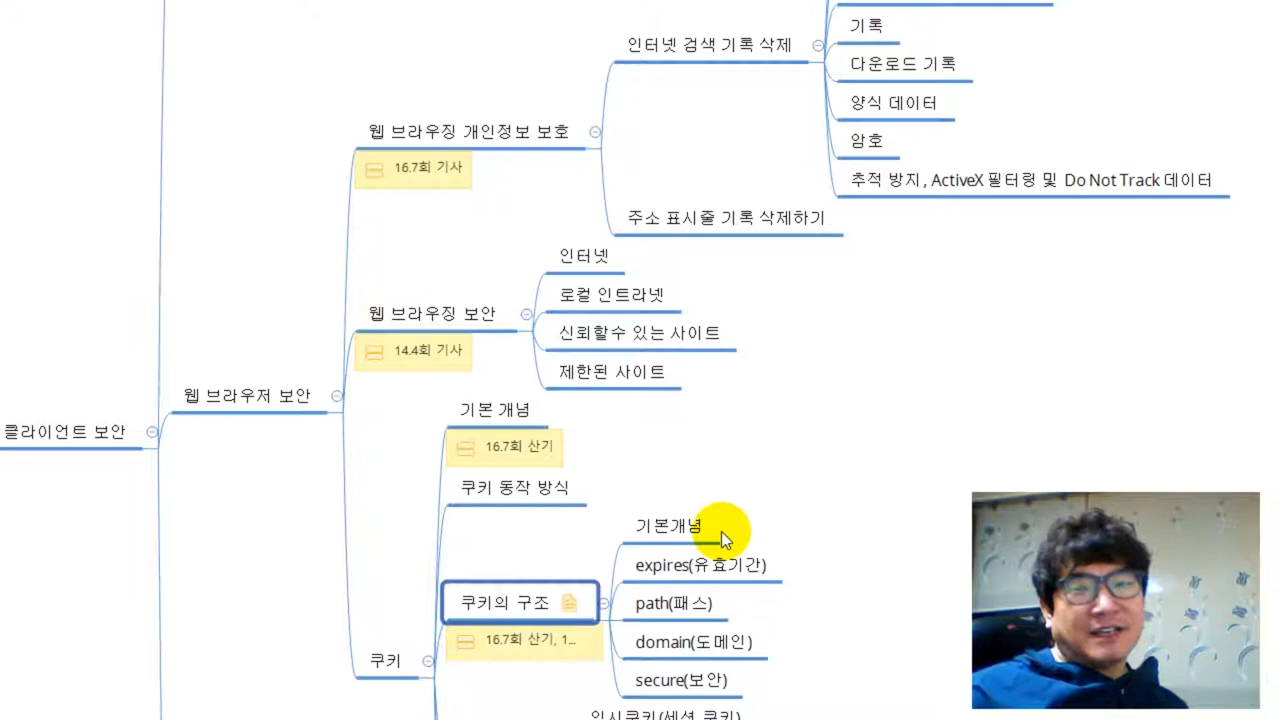 기록
인터넷 검색 기록 삭제
다운로드 기록
양식 데이터
웹 브라우징 개인정보 보호
암호
16.7회 기사
추적 방지, ActiveX 필터링 및 Do Not Track 데이터
주소 표시줄 기록 삭제하기
인터넷
로컬 인트라넷
웹 브라우징 보안
신뢰할수 있는 사이트
14.4회 기사
제한된 사이트
웹 브라우저 보안
기본 개념
클라이언트 보안
16.7회 산기
쿠키 동작 방식
기본개념
expires(유효기간)
쿠키의 구조
path(패스)
16.7회 산기, 1...
domain(도메인)
쿠키
secure(보안)
임시쿠키(세션 쿠키)